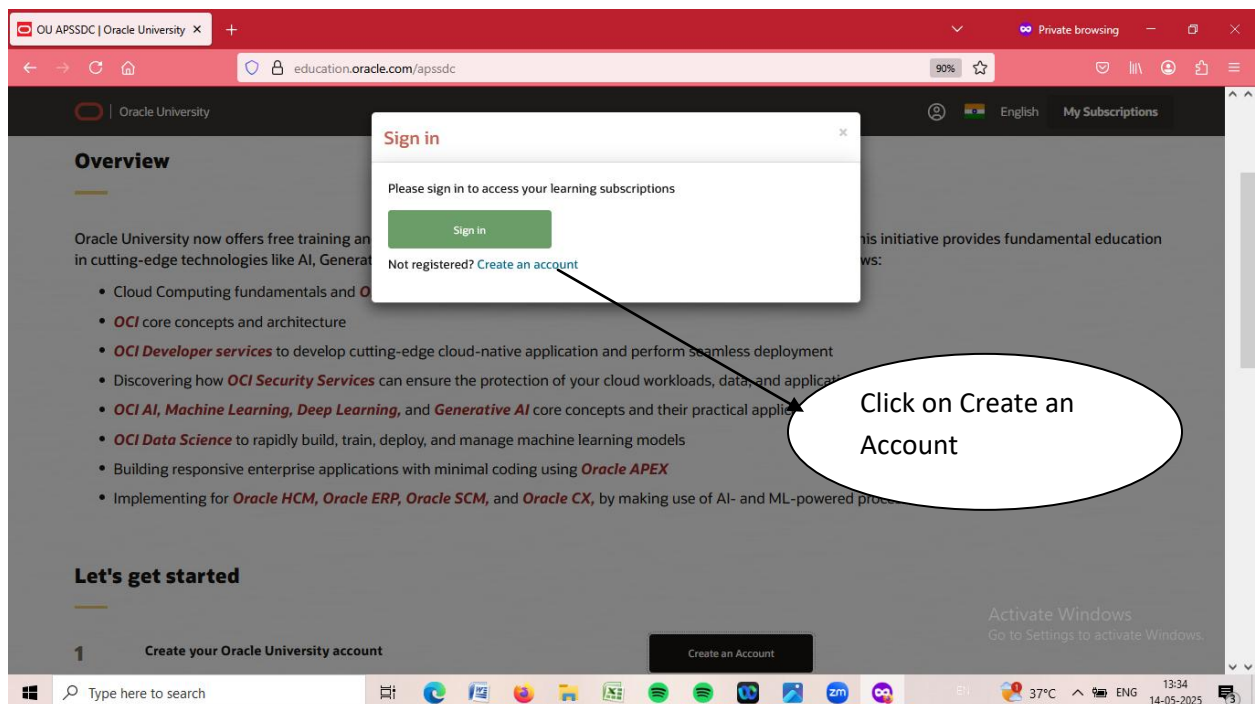 OU APSSDC | Oracle University
Private browsing
education.oracle.com/apssdc
90%
Oracle University
English
My Subscriptions
Sign in
Overview
Please sign in to access your learning subscriptions
Sign in
Not registered? Create an account
Oracle University now offers free training an
his initiative provides fundamental education
in cutting-edge technologies like AI, Generat
ws:
• Cloud Computing fundamentals and O
• OCI core concepts and architecture
• OCI Developer services to develop cutting-edge cloud-native application and perform seamless deployment
• Discovering how OCI Security Services can ensure the protection of your cloud workloads, data, and applicati
• OCI AI, Machine Learning, Deep Learning, and Generative AI core concepts and their practical applic
• OCI Data Science to rapidly build, train, deploy, and manage machine learning models
• Building responsive enterprise applications with minimal coding using Oracle APEX
• Implementing for Oracle HCM, Oracle ERP, Oracle SCM, and Oracle CX, by making use of AI- and ML-powered proce
Click on Create an
Account
Let's get started
1 Create your Oracle University account
Create an Account
Activate Windows
Go to Settings to activate Windows.
Type here to search
zm
EN
37°C
ENG
13:34
14-05-2025
3